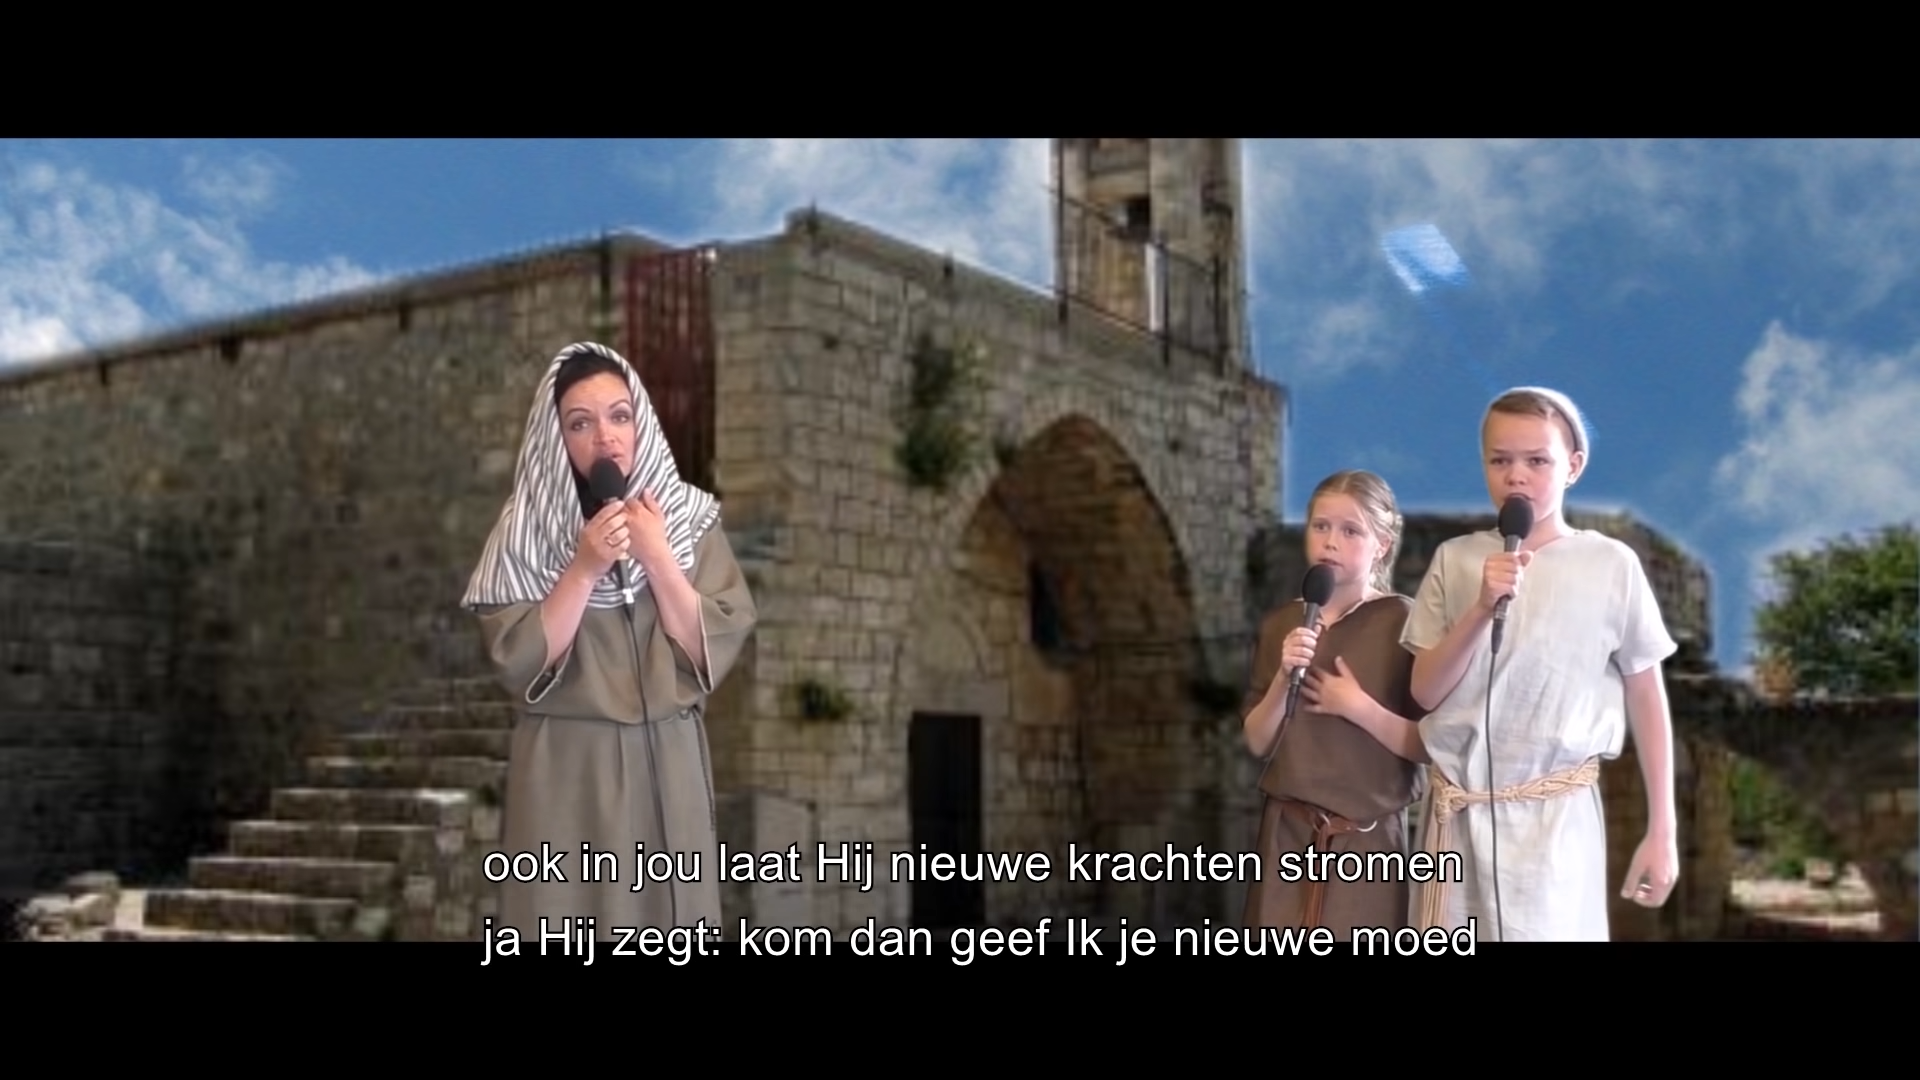 ook in jou laat Hij nieuwe krachten stromen
ja Hij zegt: kom dan geef Ik je nieuwe moed